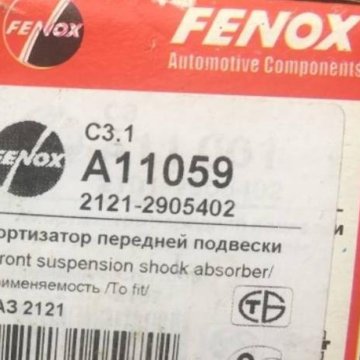 FENOX
FENOX
Automotive Components
C3.1
FENOX
A11059
2121-2905402
ортизатор передней подвески
ront suspension shock absorber/
рименяемость /To fit/
АЗ 2121